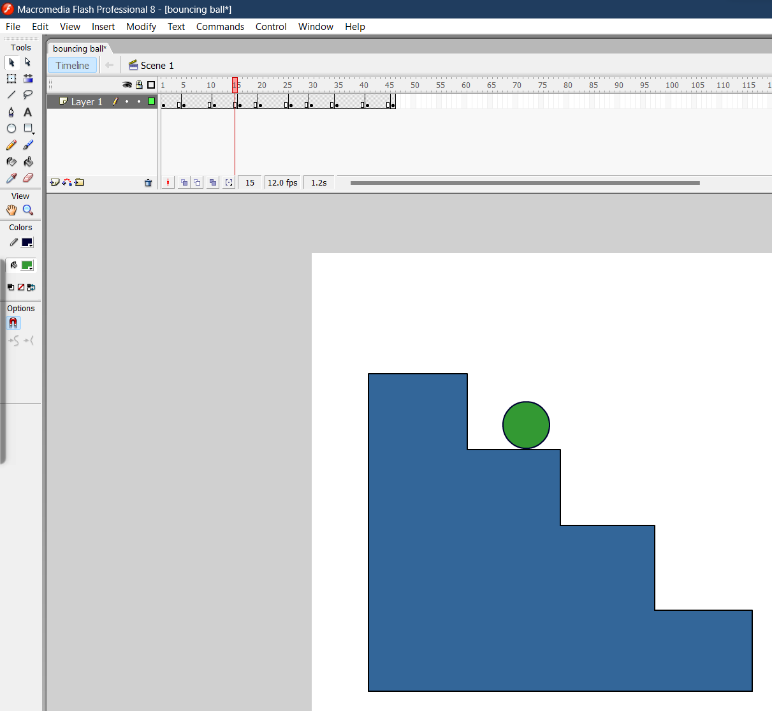 Macromedia Flash Professional 8 - [bouncing ball*]
File Edit View Insert Modify Text Commands Control Window Help
Tools
bouncing ball*
Timeline
Scene 1
1 5 10 15 20 25 30 35 40 45 50 55 60 65 70 75 80 85 90 95 100 105 110 115 1
Layer 1
15 12.0 fps 1.2s
View
Colors
Options